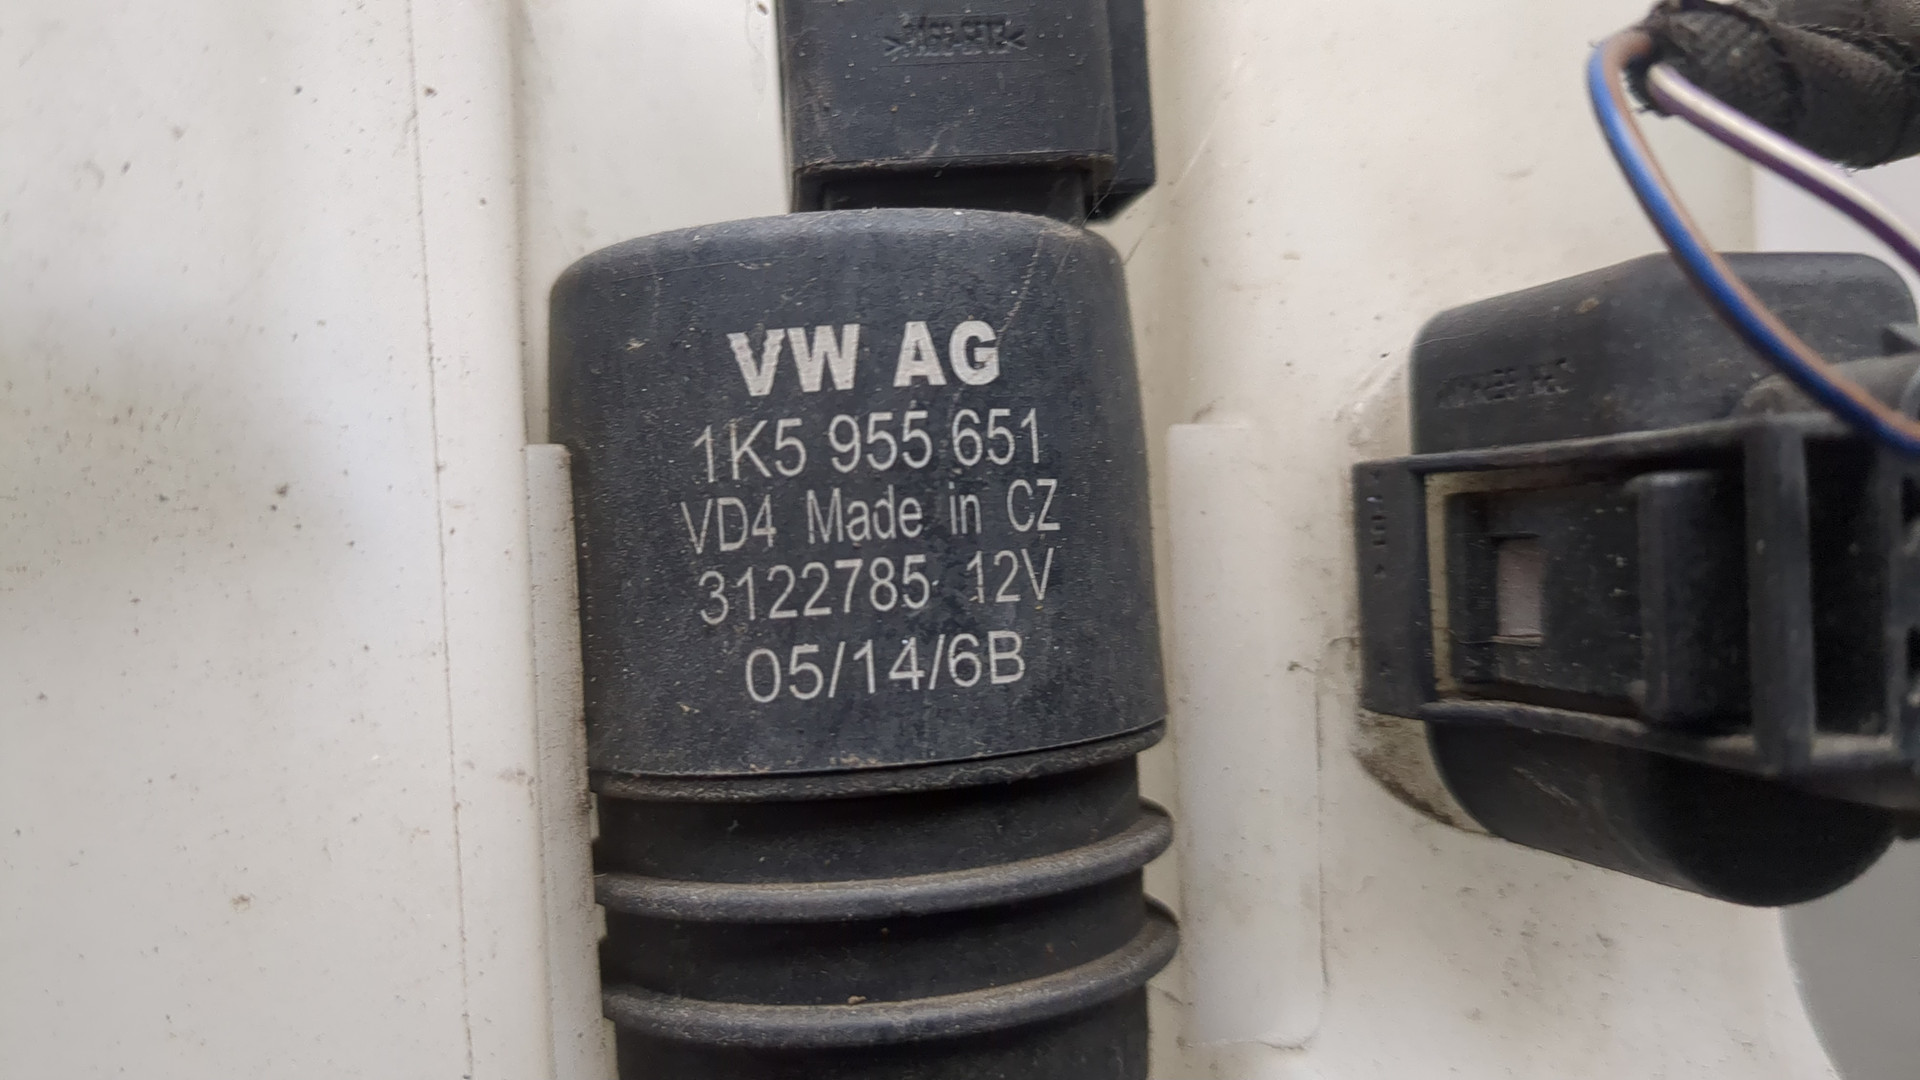 VW AG
1K5 955 651
VD4 Made in CZ
3122785 12V
05/14/6B